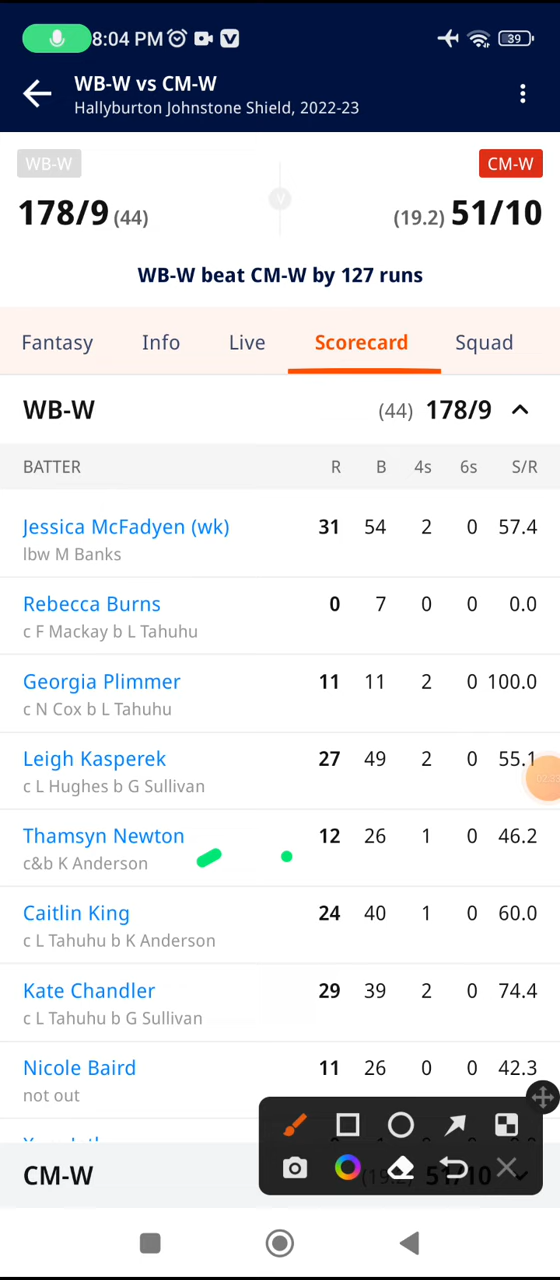 8:04 PM
39
WB-W vs CM-W
Hallyburton Johnstone Shield, 2022-23
WB-W
CM-W
178/9 (44)
V
(19.2) 51/10
WB-W beat CM-W by 127 runs
Fantasy Info Live Scorecard Squad
WB-W (44) 178/9
BATTER R B 4s 6s S/R
Jessica McFadyen (wk) 31 54 2 0 57.4
lbw M Banks
Rebecca Burns 0 7 0 0 0.0
c F Mackay b L Tahuhu
Georgia Plimmer 11 11 2 0 100.0
c N Cox b L Tahuhu
Leigh Kasperek 27 49 2 0 55.1
c L Hughes b G Sullivan
Thamsyn Newton 12 26 1 0 46.2
c&b K Anderson
Caitlin King 24 40 1 0 60.0
c L Tahuhu b K Anderson
Kate Chandler 29 39 2 0 74.4
c L Tahuhu b G Sullivan
Nicole Baird 11 26 0 0 42.3
not out
CM-W (19.2) 51/10